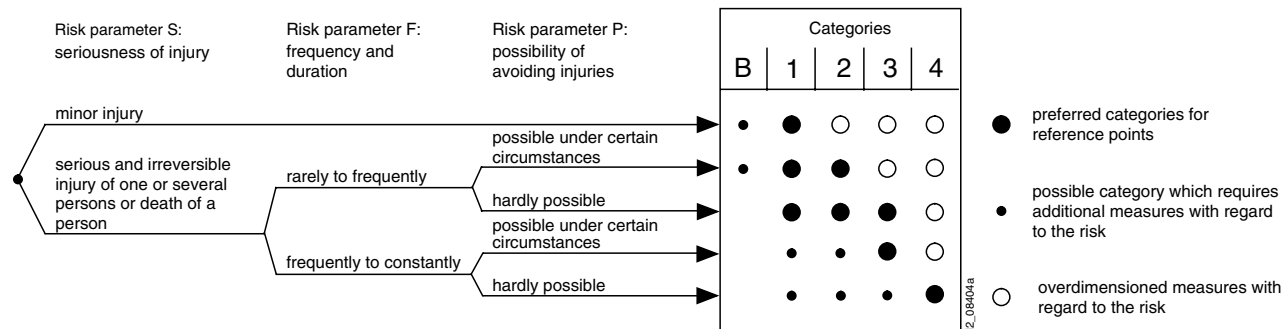 Risk parameter S:
seriousness of injury
Risk parameter F:
frequency and
duration
Risk parameter P:
possibility of
avoiding injuries
Categories
B 1 2 3 4
minor injury
serious and irreversible
injury of one or several
persons or death of a
person
rarely to frequently
frequently to constantly
possible under certain
circumstances
hardly possible
possible under certain
circumstances
hardly possible
preferred categories for
reference points
possible category which requires
additional measures with regard
to the risk
overdimensioned measures with
regard to the risk
2_08404a